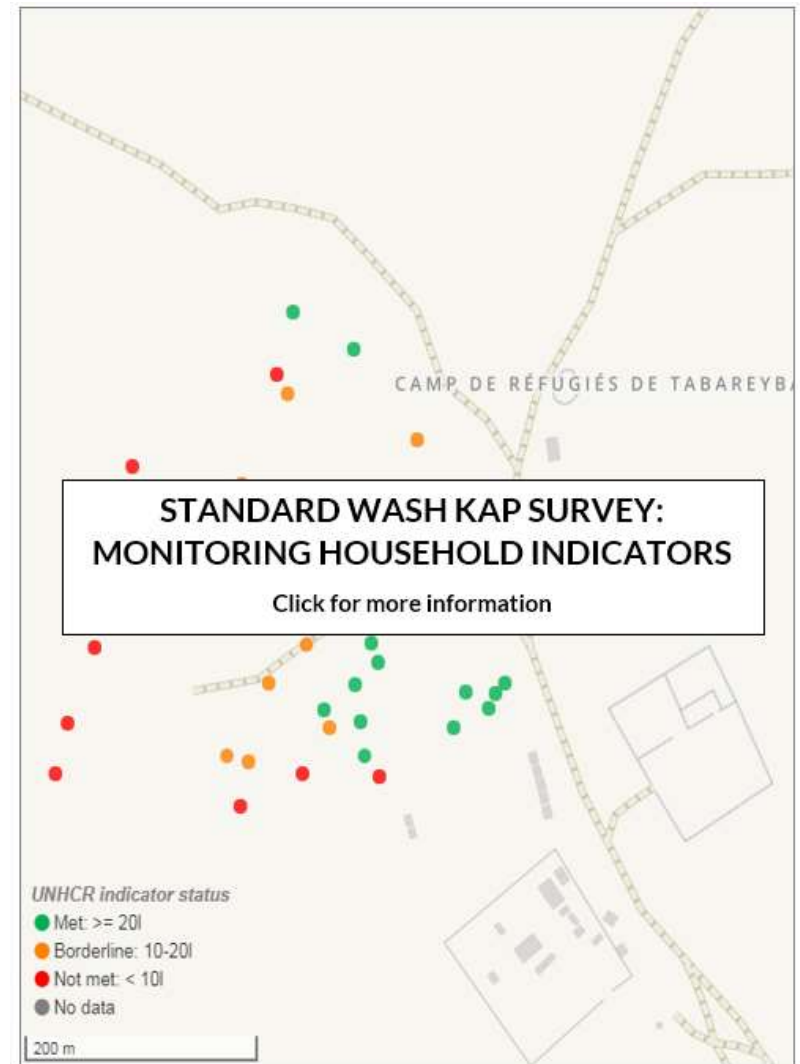 CAMP DE RÉFUGIÉS DE TABAREYBA
STANDARD WASH KAP SURVEY:
MONITORING HOUSEHOLD INDICATORS
Click for more information
UNHCR indicator status
Met: >= 20l
Borderline: 10-20l
Not met: < 10l
No data
200 m